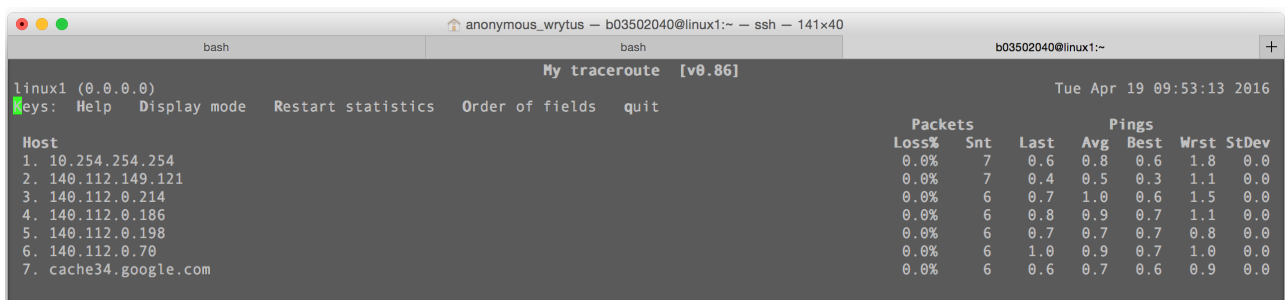 anonymous_wrytus — b03502040@linux1:~ — ssh — 141×40
bash bash b03502040@linux1:~ +
My traceroute [v0.86]
linux1 (0.0.0.0) Tue Apr 19 09:53:13 2016
Keys: Help Display mode Restart statistics Order of fields quit
Packets Pings
Host Loss% Snt Last Avg Best Wrst StDev
1. 10.254.254.254 0.0% 7 0.6 0.8 0.6 1.8 0.0
2. 140.112.149.121 0.0% 7 0.4 0.5 0.3 1.1 0.0
3. 140.112.0.214 0.0% 6 0.7 1.0 0.6 1.5 0.0
4. 140.112.0.186 0.0% 6 0.8 0.9 0.7 1.1 0.0
5. 140.112.0.198 0.0% 6 0.7 0.7 0.7 0.8 0.0
6. 140.112.0.70 0.0% 6 1.0 0.9 0.7 1.0 0.0
7. cache34.google.com 0.0% 6 0.6 0.7 0.6 0.9 0.0